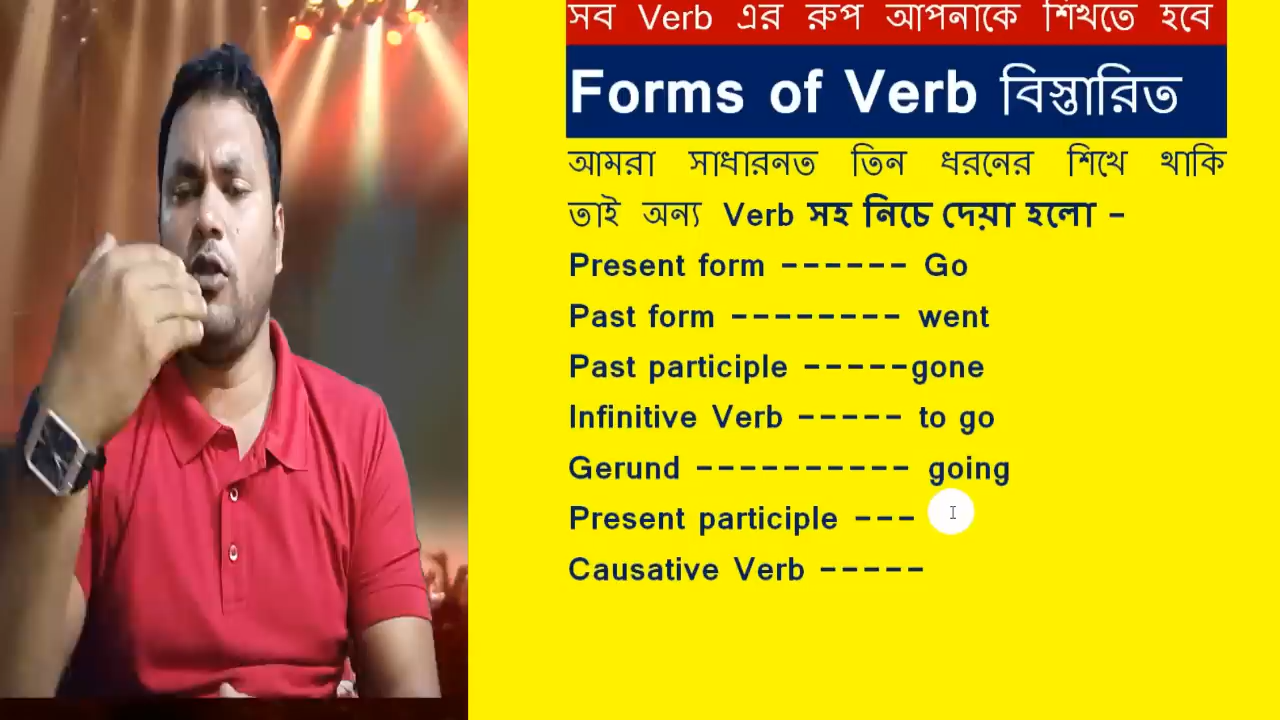 সব Verb এর রুপ আপনাকে শিখতে হবে
Forms of Verb বিস্তারিত
আমরা সাধারনত তিন ধরনের শিখে থাকি
তাই অন্য Verb সহ নিচে দেয়া হলো -
Present form ------ Go
Past form -------- went
Past participle -----gone
Infinitive Verb ----- to go
Gerund ---------- going
Present participle ---
Causative Verb -----